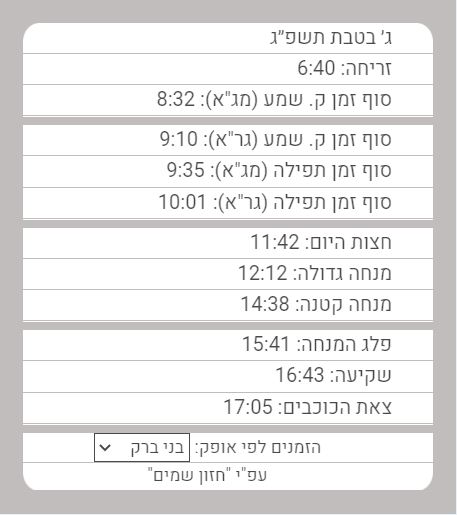 ג' בטבת תשפ"ג
זריחה: 6:40
סוף זמן ק. שמע (מג"א): 8:32
סוף זמן ק. שמע (גר"א): 9:10
סוף זמן תפילה (מג"א): 9:35
סוף זמן תפילה (גר"א): 10:01
חצות היום: 11:42
מנחה גדולה: 12:12
מנחה קטנה: 14:38
פלג המנחה: 15:41
שקיעה: 16:43
צאת הכוכבים: 17:05
הזמנים לפי אופק: בני ברק
עפ"י "חזון שמים"